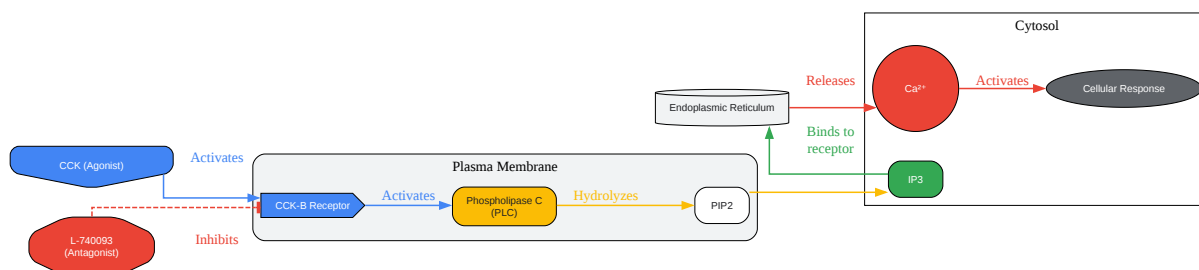 Cytosol
Releases
Ca²⁺
Activates
Cellular Response
Endoplasmic Reticulum
Binds to
receptor
CCK (Agonist)
Activates
Plasma Membrane
IP3
CCK-B Receptor
Activates
Phospholipase C
(PLC)
Hydrolyzes
PIP2
L-740093
(Antagonist)
Inhibits